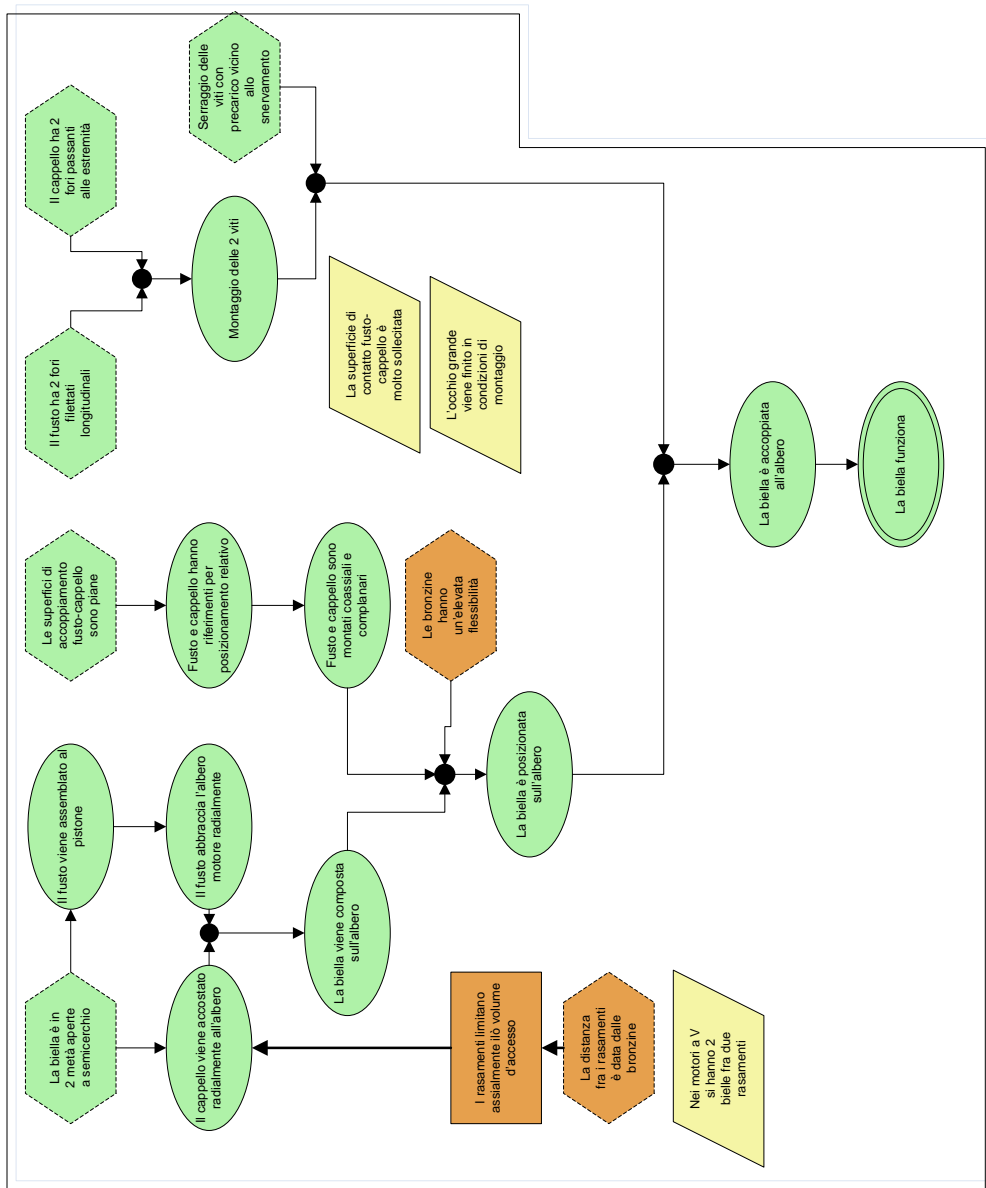 La biella è in
2 metà aperte
a semicerchio
Il fusto viene assemblato al
pistone
Le superfici di
accoppiamento
fusto-cappello
sono piane
Il fusto ha 2 fori
filettati
longitudinali
Il cappello ha 2
fori passanti
alle estremità
Il cappello viene accostato
radialmente all'albero
Il fusto abbraccia l'albero
motore radialmente
Fusto e cappello hanno
riferimenti per
posizionamento relativo
Montaggio delle 2 viti
Serraggio delle
viti con
precarico vicino
allo
snervamento
La biella viene composta
sull'albero
Fusto e cappello sono
montati coassiali e
complanari
La superficie di
contatto fusto-
cappello è
molto sollecitata
Le bronzine
hanno
un'elevata
flessibilità
L'occhio grande
viene finito in
condizioni di
montaggio
I rasamenti limitano
assialmente ilò volume
d'accesso
La biella è posizionata
sull'albero
La distanza
fra i rasamenti
è data dalle
bronzine
Nei motori a V
si hanno 2
bielle fra due
rasamenti
La biella è accoppiata
all'albero
La biella funziona